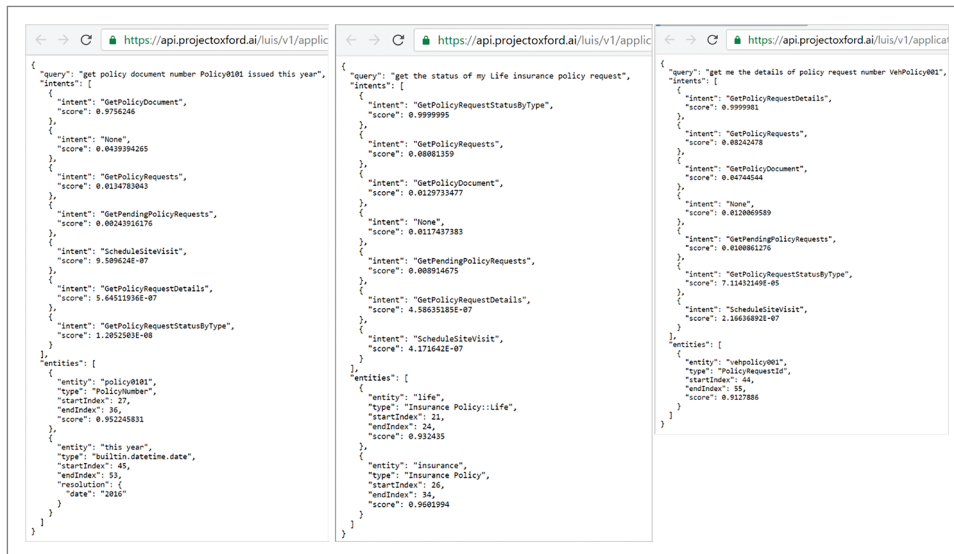 https://api.projectoxford.ai/luis/v1/applic
{
"query": "get policy document number Policy0101 issued this year",
"intents": [
{
"intent": "GetPolicyDocument",
"score": 0.9756246
},
{
"intent": "None",
"score": 0.0439394265
},
{
"intent": "GetPolicyRequests",
"score": 0.0134783043
},
{
"intent": "GetPendingPolicyRequests",
"score": 0.00243916176
},
{
"intent": "ScheduleSiteVisit",
"score": 9.509624E-07
},
{
"intent": "GetPolicyRequestDetails",
"score": 5.64511936E-07
},
{
"intent": "GetPolicyRequestStatusByType",
"score": 1.2052503E-08
}
],
"entities": [
{
"entity": "policy0101",
"type": "PolicyNumber",
"startIndex": 27,
"endIndex": 36,
"score": 0.952245831
},
{
"entity": "this year",
"type": "builtin.datetime.date",
"startIndex": 45,
"endIndex": 53,
"resolution": {
"date": "2016"
}
}
]
}
https://api.projectoxford.ai/luis/v1/applic
{
"query": "get the status of my Life insurance policy request",
"intents": [
{
"intent": "GetPolicyRequestStatusByType",
"score": 0.9999995
},
{
"intent": "GetPolicyRequests",
"score": 0.08081359
},
{
"intent": "GetPolicyDocument",
"score": 0.0129733477
},
{
"intent": "None",
"score": 0.0117437383
},
{
"intent": "GetPendingPolicyRequests",
"score": 0.008914675
},
{
"intent": "GetPolicyRequestDetails",
"score": 4.58635185E-07
},
{
"intent": "ScheduleSiteVisit",
"score": 4.171642E-07
}
],
"entities": [
{
"entity": "life",
"type": "Insurance Policy::Life",
"startIndex": 21,
"endIndex": 24,
"score": 0.932435
},
{
"entity": "insurance",
"type": "Insurance Policy",
"startIndex": 26,
"endIndex": 34,
"score": 0.9601994
}
]
}
https://api.projectoxford.ai/luis/v1/applicat
{
"query": "get me the details of policy request number VehPolicy001",
"intents": [
{
"intent": "GetPolicyRequestDetails",
"score": 0.9999981
},
{
"intent": "GetPolicyRequests",
"score": 0.08242478
},
{
"intent": "GetPolicyDocument",
"score": 0.04744544
},
{
"intent": "None",
"score": 0.0120069589
},
{
"intent": "GetPendingPolicyRequests",
"score": 0.0100861276
},
{
"intent": "GetPolicyRequestStatusByType",
"score": 7.11432149E-05
},
{
"intent": "ScheduleSiteVisit",
"score": 2.16636892E-07
}
],
"entities": [
{
"entity": "vehpolicy001",
"type": "PolicyRequestId",
"startIndex": 44,
"endIndex": 55,
"score": 0.9127886
}
]
}